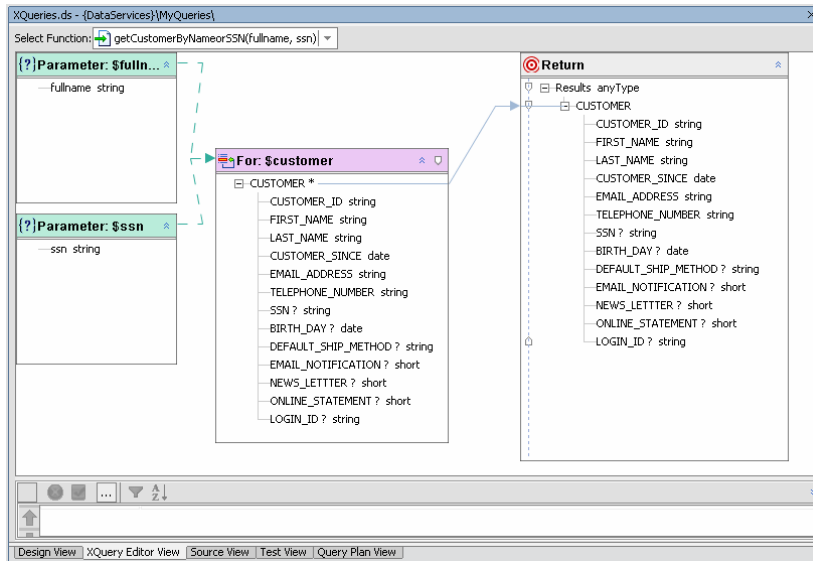 XQueries.ds - {DataServices}\MyQueries\
Select Function: getCustomerByNameorSSN(fullname, ssn)
{?}Parameter: $fulln...
fullname string
{?}Parameter: $ssn
ssn string
For: $customer
CUSTOMER *
CUSTOMER_ID string
FIRST_NAME string
LAST_NAME string
CUSTOMER_SINCE date
EMAIL_ADDRESS string
TELEPHONE_NUMBER string
SSN ? string
BIRTH_DAY ? date
DEFAULT_SHIP_METHOD ? string
EMAIL_NOTIFICATION ? short
NEWS_LETTTER ? short
ONLINE_STATEMENT ? short
LOGIN_ID ? string
Return
Results anyType
CUSTOMER
CUSTOMER_ID string
FIRST_NAME string
LAST_NAME string
CUSTOMER_SINCE date
EMAIL_ADDRESS string
TELEPHONE_NUMBER string
SSN ? string
BIRTH_DAY ? date
DEFAULT_SHIP_METHOD ? string
EMAIL_NOTIFICATION ? short
NEWS_LETTTER ? short
ONLINE_STATEMENT ? short
LOGIN_ID ? string
... A Z
Design View XQuery Editor View Source View Test View Query Plan View